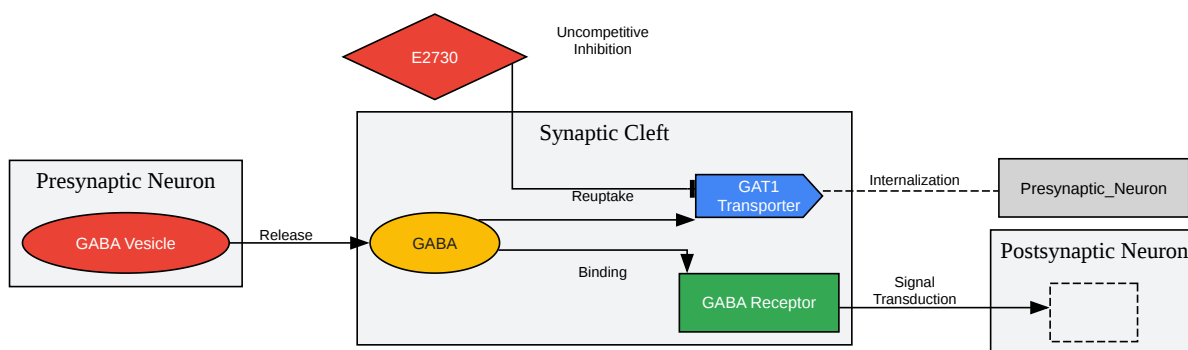 E2730
Uncompetitive
Inhibition
Synaptic Cleft
Presynaptic Neuron
GABA Vesicle
Release
GABA
Reuptake
Binding
GAT1
Transporter
Internalization
Presynaptic_Neuron
GABA Receptor
Signal
Transduction
Postsynaptic Neuron